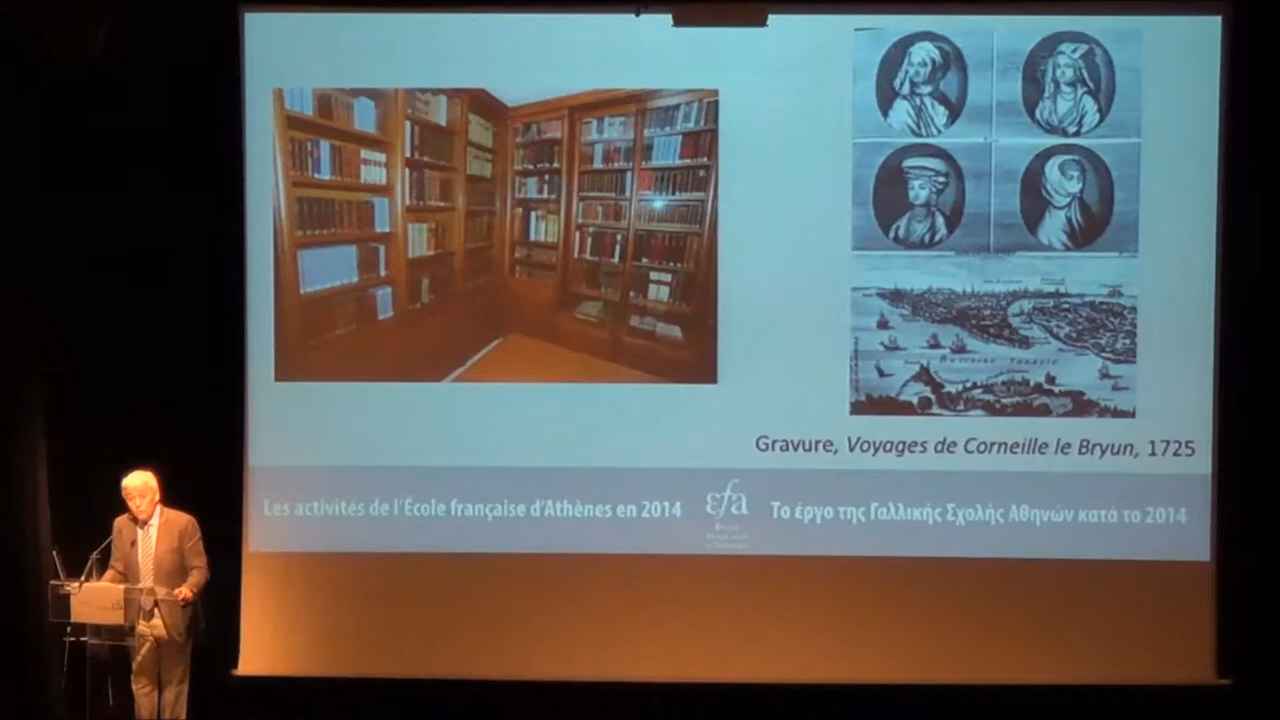 Gravure, Voyages de Corneille le Bryun, 1725
Les activités de l'École française d'Athènes en 2014
εfa
Το έργο της Γαλλικής Σχολής Αθηνών κατά το 2014